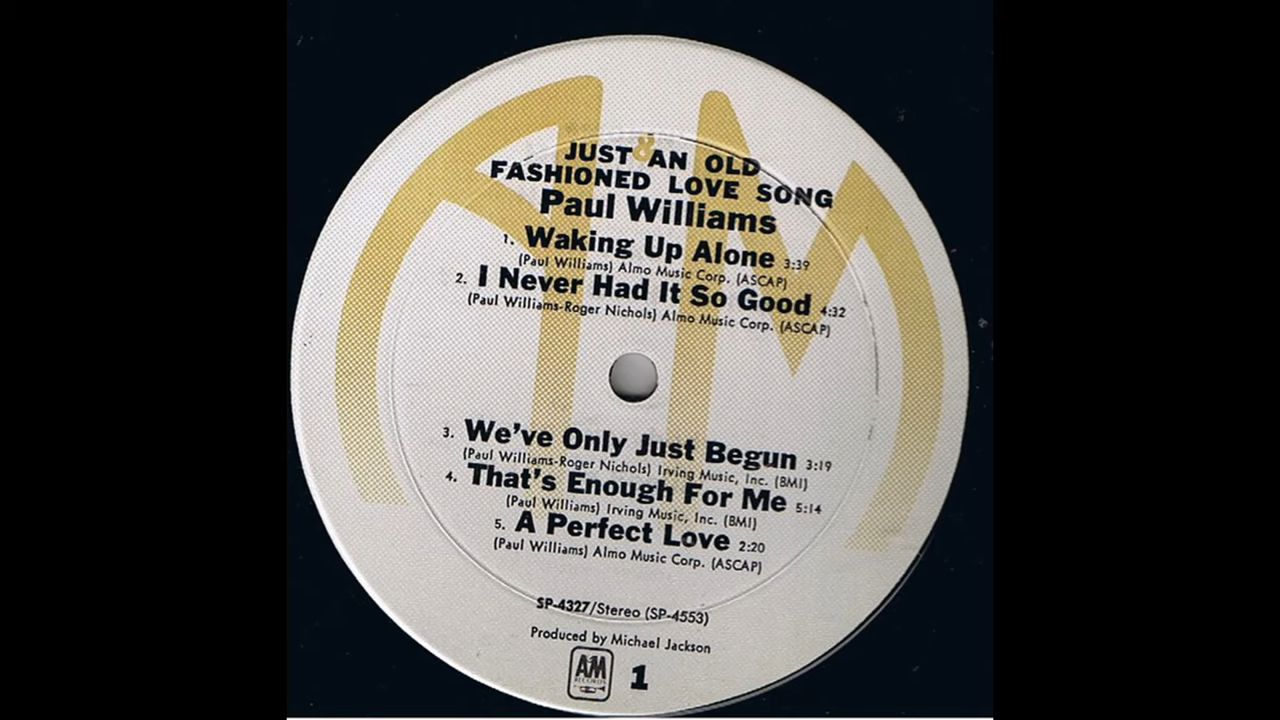 &
JUST AN OLD
FASHIONED LOVE SONG
Paul Williams
1. Waking Up Alone 3:39
(Paul Williams) Almo Music Corp. (ASCAP)
2. I Never Had It So Good 4:32
(Paul Williams-Roger Nichols) Almo Music Corp. (ASCAP)
3. We've Only Just Begun 3:19
(Paul Williams-Roger Nichols) Irving Music, Inc. (BMI)
4. That's Enough For Me 5:14
(Paul Williams) Irving Music, Inc. (BMI)
5. A Perfect Love 2:20
(Paul Williams) Almo Music Corp. (ASCAP)
SP-4327/Stereo (SP-4553)
Produced by Michael Jackson
AM
RECORDS
1